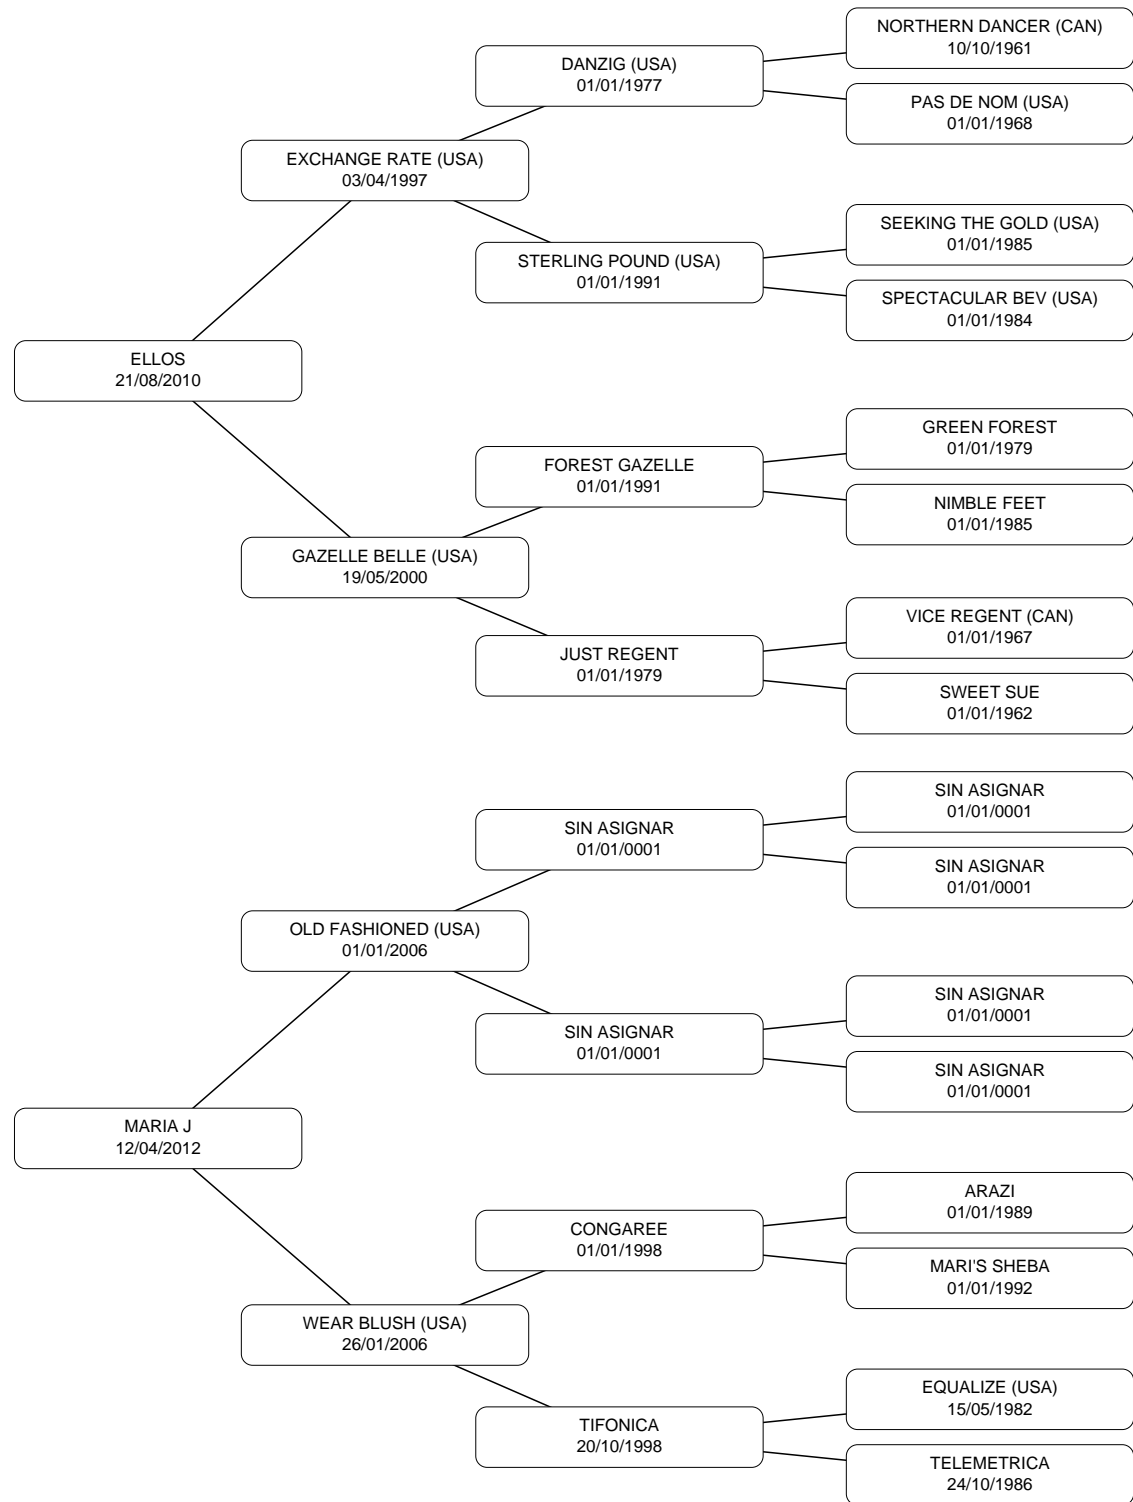 NORTHERN DANCER (CAN)
10/10/1961
DANZIG (USA)
01/01/1977
PAS DE NOM (USA)
01/01/1968
EXCHANGE RATE (USA)
03/04/1997
SEEKING THE GOLD (USA)
01/01/1985
STERLING POUND (USA)
01/01/1991
SPECTACULAR BEV (USA)
01/01/1984
ELLOS
21/08/2010
GREEN FOREST
01/01/1979
FOREST GAZELLE
01/01/1991
NIMBLE FEET
01/01/1985
GAZELLE BELLE (USA)
19/05/2000
VICE REGENT (CAN)
01/01/1967
JUST REGENT
01/01/1979
SWEET SUE
01/01/1962
SIN ASIGNAR
01/01/0001
SIN ASIGNAR
01/01/0001
SIN ASIGNAR
01/01/0001
OLD FASHIONED (USA)
01/01/2006
SIN ASIGNAR
01/01/0001
SIN ASIGNAR
01/01/0001
SIN ASIGNAR
01/01/0001
MARIA J
12/04/2012
ARAZI
01/01/1989
CONGAREE
01/01/1998
MARI'S SHEBA
01/01/1992
WEAR BLUSH (USA)
26/01/2006
EQUALIZE (USA)
15/05/1982
TIFONICA
20/10/1998
TELEMETRICA
24/10/1986